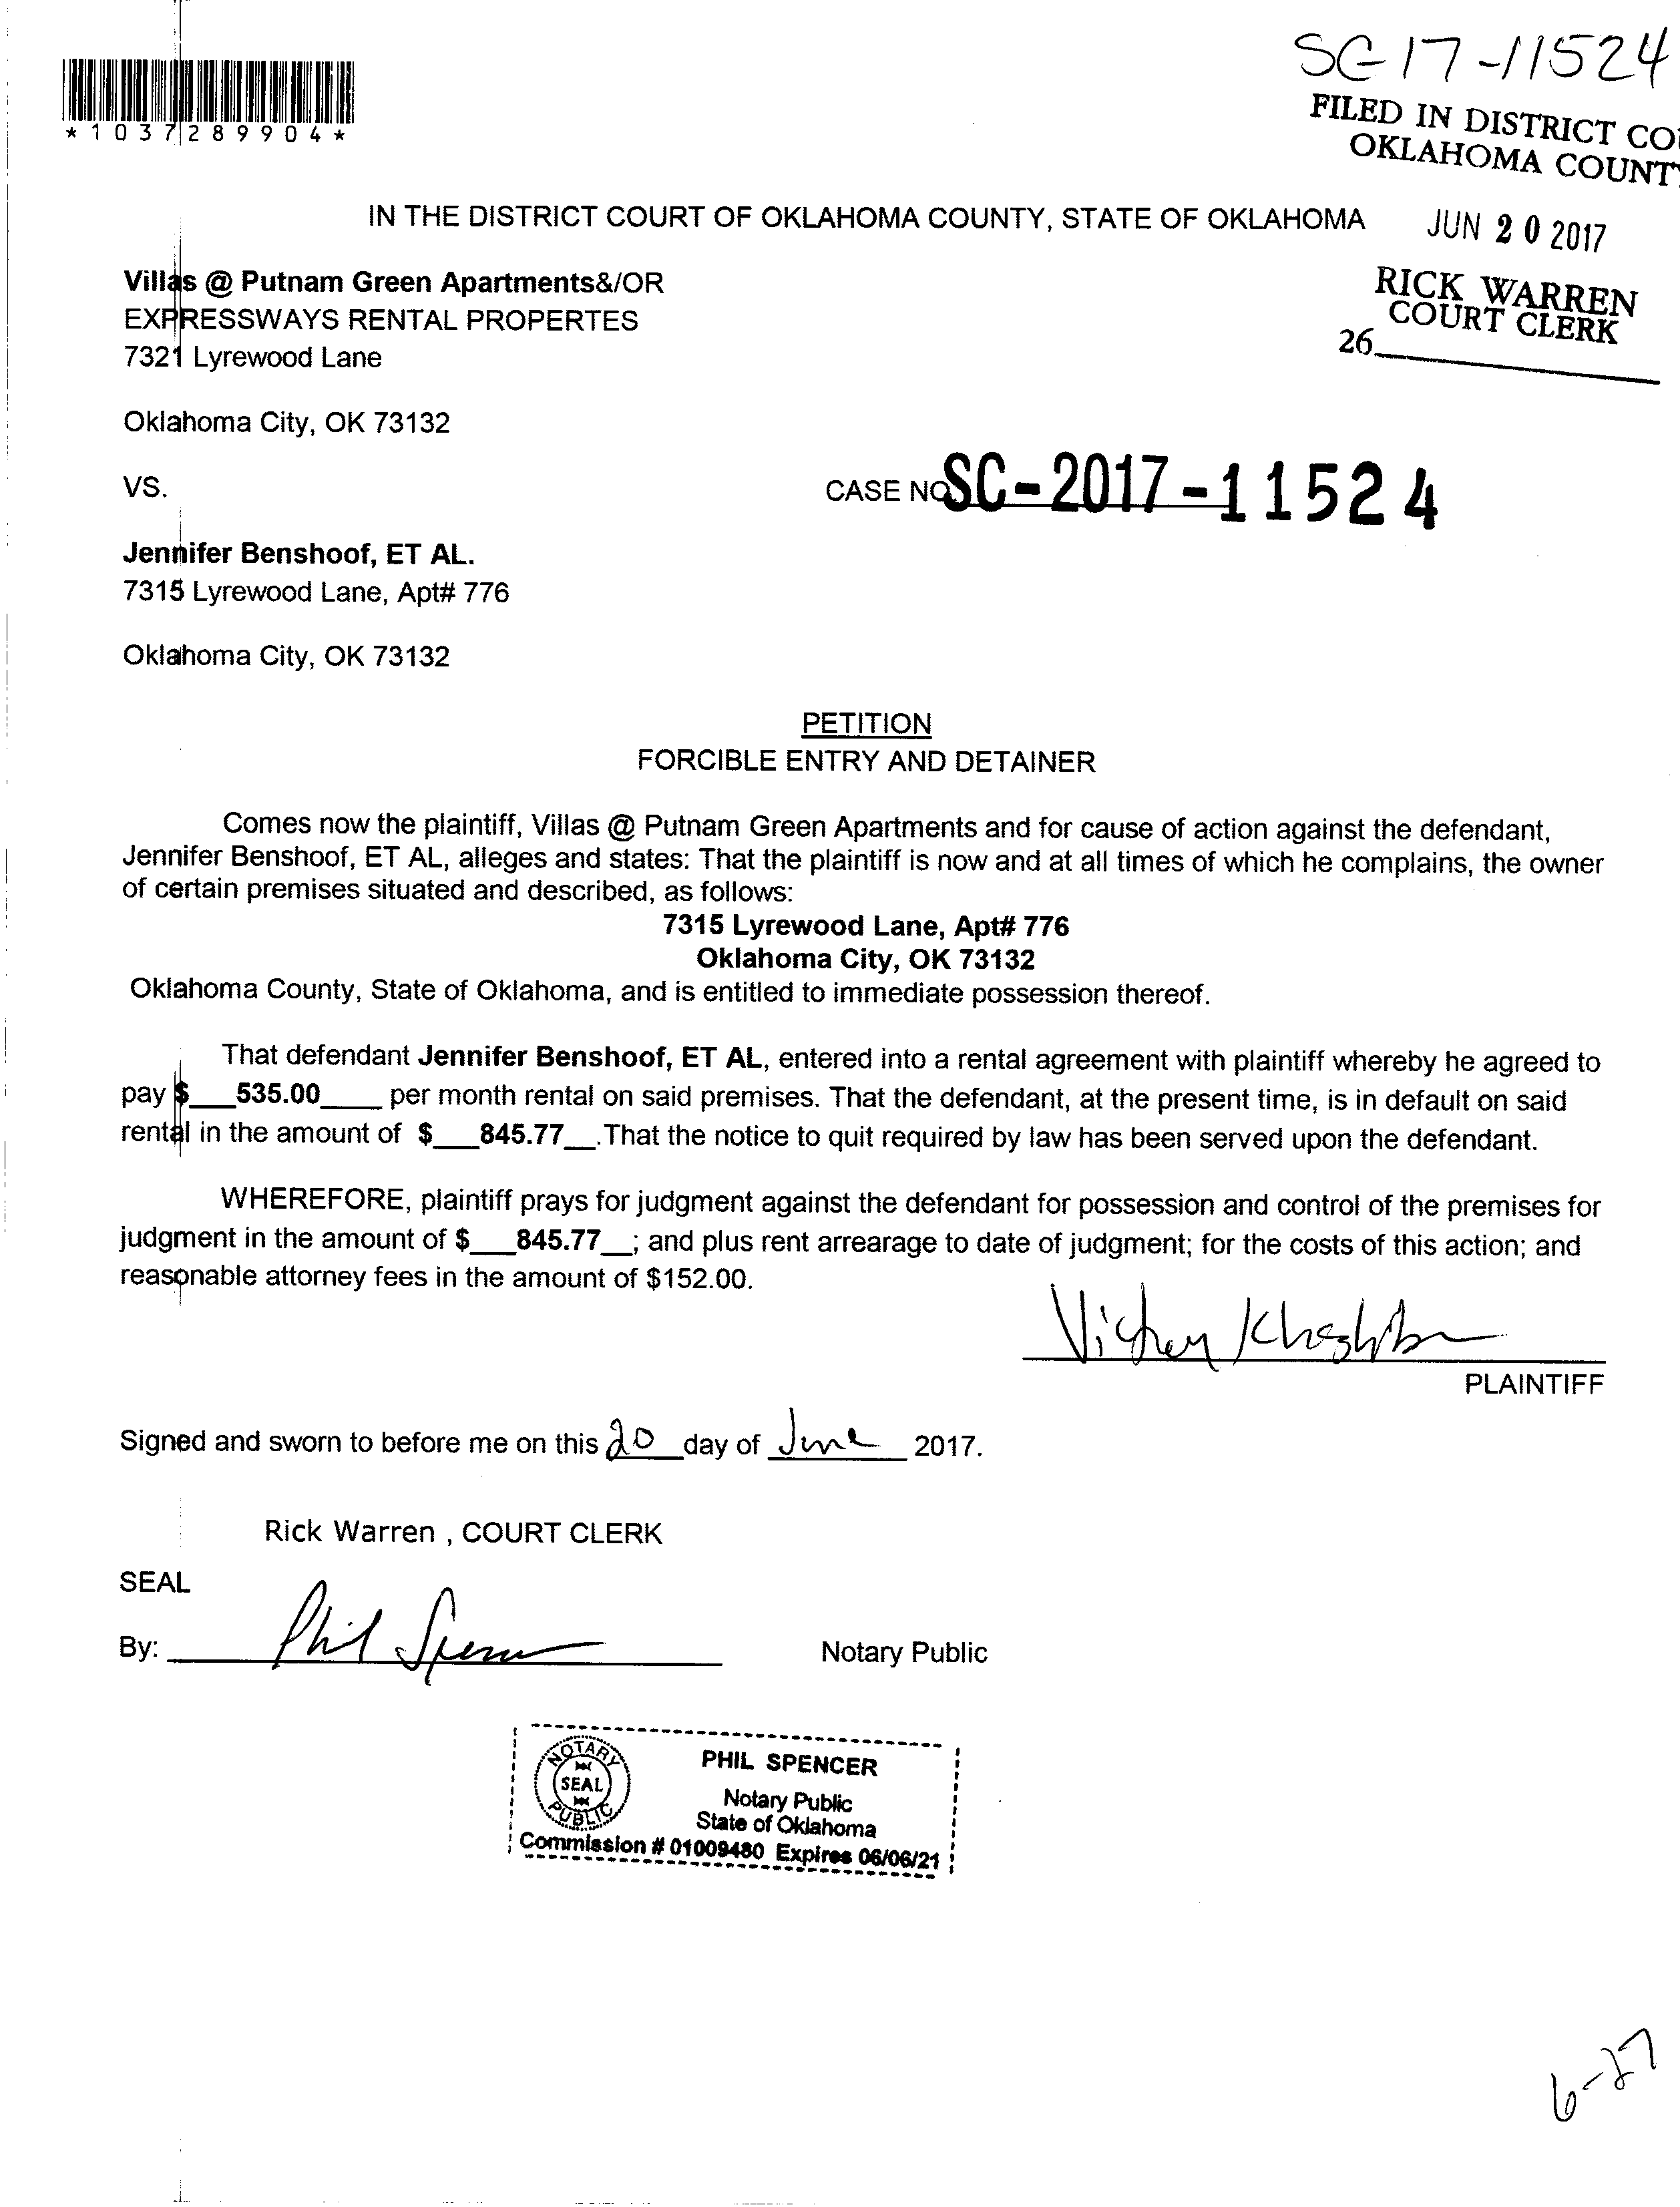 SC-17-11524
*1037289904*
FILED IN DISTRICT CO
OKLAHOMA COUNT
IN THE DISTRICT COURT OF OKLAHOMA COUNTY, STATE OF OKLAHOMA
JUN 20 2017
RICK WARREN
COURT CLERK
26
Villas @ Putnam Green Apartments&/OR
EXPRESSWAYS RENTAL PROPERTES
7321 Lyrewood Lane
Oklahoma City, OK 73132
VS.
CASE NO. SC-2017-11524
Jennifer Benshoof, ET AL.
7315 Lyrewood Lane, Apt# 776
Oklahoma City, OK 73132
PETITION
FORCIBLE ENTRY AND DETAINER
Comes now the plaintiff, Villas @ Putnam Green Apartments and for cause of action against the defendant,
Jennifer Benshoof, ET AL, alleges and states: That the plaintiff is now and at all times of which he complains, the owner
of certain premises situated and described, as follows:
7315 Lyrewood Lane, Apt# 776
Oklahoma City, OK 73132
Oklahoma County, State of Oklahoma, and is entitled to immediate possession thereof.
That defendant Jennifer Benshoof, ET AL, entered into a rental agreement with plaintiff whereby he agreed to
pay $___535.00____ per month rental on said premises. That the defendant, at the present time, is in default on said
rental in the amount of $___845.77__.That the notice to quit required by law has been served upon the defendant.
WHEREFORE, plaintiff prays for judgment against the defendant for possession and control of the premises for
judgment in the amount of $___845.77__; and plus rent arrearage to date of judgment; for the costs of this action; and
reasonable attorney fees in the amount of $152.00.
PLAINTIFF
Signed and sworn to before me on this 20 day of June 2017.
Rick Warren , COURT CLERK
SEAL
By: Phil Spencer Notary Public
NOTARY SEAL PUBLIC
PHIL SPENCER
Notary Public
State of Oklahoma
Commission # 01009480 Expires 06/06/21
6-27